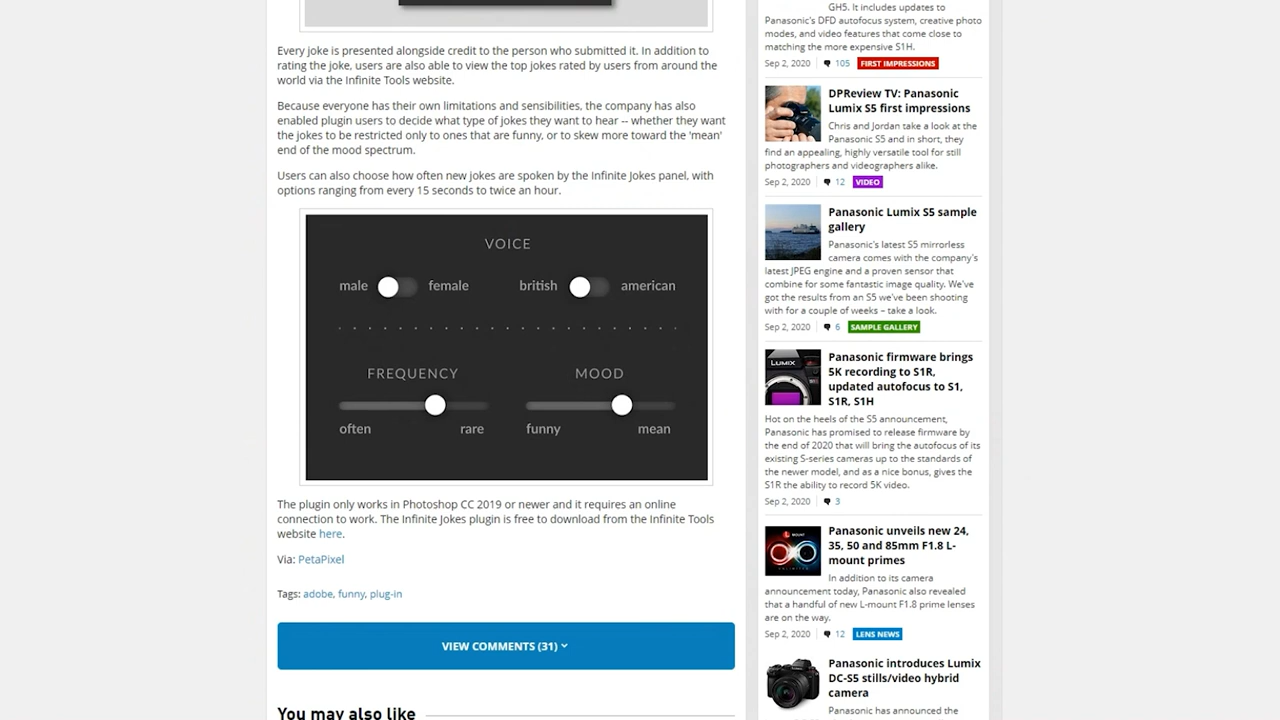 Every joke is presented alongside credit to the person who submitted it. In addition to
rating the joke, users are also able to view the top jokes rated by users from around the
world via the Infinite Tools website.
Because everyone has their own limitations and sensibilities, the company has also
enabled plugin users to decide what type of jokes they want to hear -- whether they want
the jokes to be restricted only to ones that are funny, or to skew more toward the 'mean'
end of the mood spectrum.
Users can also choose how often new jokes are spoken by the Infinite Jokes panel, with
options ranging from every 15 seconds to twice an hour.
VOICE
male female british american
FREQUENCY MOOD
often rare funny mean
The plugin only works in Photoshop CC 2019 or newer and it requires an online
connection to work. The Infinite Jokes plugin is free to download from the Infinite Tools
website here.
Via: PetaPixel
Tags: adobe, funny, plug-in
VIEW COMMENTS (31)
You may also like
GH5. It includes updates to
Panasonic's DFD autofocus system, creative photo
modes, and video features that come close to
matching the more expensive S1H.
Sep 2, 2020 105 FIRST IMPRESSIONS
DPReview TV: Panasonic
Lumix S5 first impressions
Chris and Jordan take a look at the
Panasonic S5 and in short, they
find an appealing, highly versatile tool for still
photographers and videographers alike.
Sep 2, 2020 12 VIDEO
Panasonic Lumix S5 sample
gallery
Panasonic's latest S5 mirrorless
camera comes with the company's
latest JPEG engine and a proven sensor that
combine for some fantastic image quality. We've
got the results from an S5 we've been shooting
with for a couple of weeks – take a look.
Sep 2, 2020 6 SAMPLE GALLERY
LUMIX
Panasonic firmware brings
5K recording to S1R,
updated autofocus to S1,
S1R, S1H
Hot on the heels of the S5 announcement,
Panasonic has promised to release firmware by
the end of 2020 that will bring the autofocus of its
existing S-series cameras up to the standards of
the newer model, and as a nice bonus, gives the
S1R the ability to record 5K video.
Sep 2, 2020 3
L MOUNT
Panasonic unveils new 24,
35, 50 and 85mm F1.8 L-
mount primes
In addition to its camera
announcement today, Panasonic also revealed
that a handful of new L-mount F1.8 prime lenses
are on the way.
Sep 2, 2020 12 LENS NEWS
Panasonic introduces Lumix
DC-S5 stills/video hybrid
camera
Panasonic has announced the